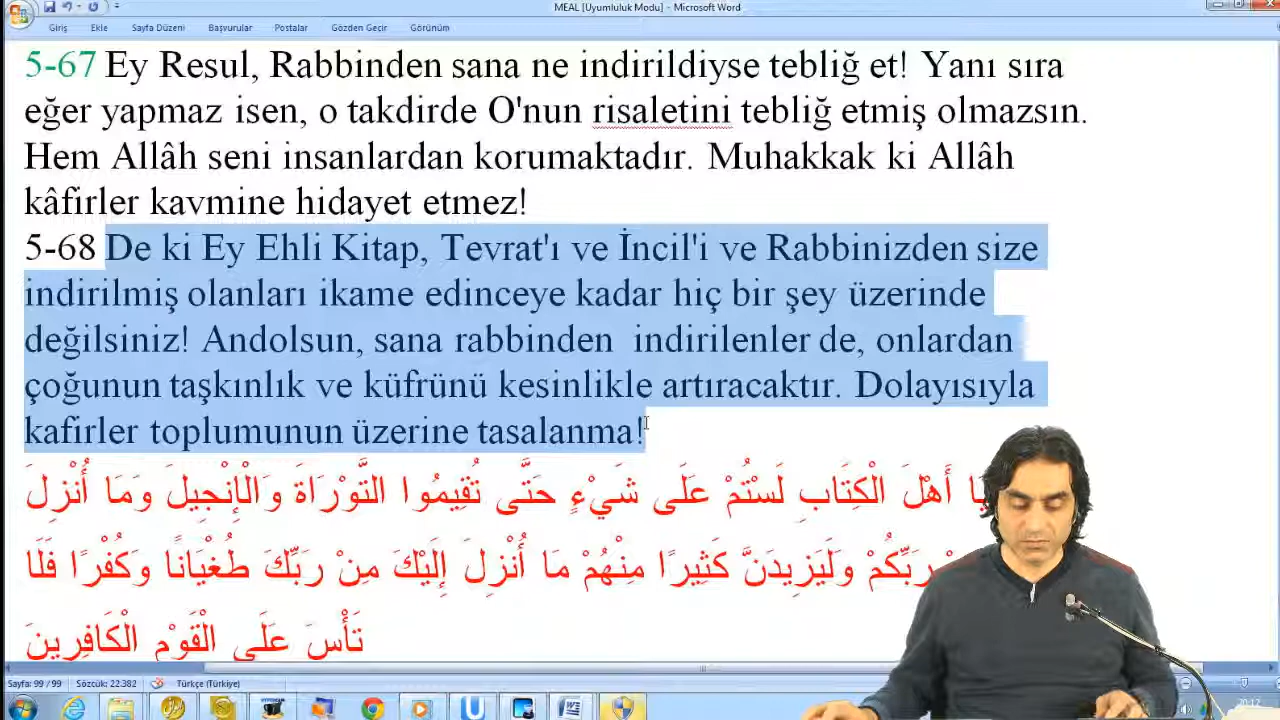 MEAL [Uyumluluk Modu] - Microsoft Word
Giriş Ekle Sayfa Düzeni Başvurular Postalar Gözden Geçir Görünüm
5-67 Ey Resul, Rabbinden sana ne indirildiyse tebliğ et! Yanı sıra
eğer yapmaz isen, o takdirde O'nun risaletini tebliğ etmiş olmazsın.
Hem Allâh seni insanlardan korumaktadır. Muhakkak ki Allâh
kâfirler kavmine hidayet etmez!
5-68 De ki Ey Ehli Kitap, Tevrat'ı ve İncil'i ve Rabbinizden size
indirilmiş olanları ikame edinceye kadar hiç bir şey üzerinde
değilsiniz! Andolsun, sana rabbinden indirilenler de, onlardan
çoğunun taşkınlık ve küfrünü kesinlikle artıracaktır. Dolayısıyla
kafirler toplumunun üzerine tasalanma!
يَا أَهْلَ الْكِتَابِ لَسْتُمْ عَلَى شَيْءٍ حَتَّى تُقِيمُوا التَّوْرَاةَ وَالْإِنْجِيلَ وَمَا أُنْزِلَ
رَبِّكُمْ وَلَيَزِيدَنَّ كَثِيرًا مِنْهُمْ مَا أُنْزِلَ إِلَيْكَ مِنْ رَبِّكَ طُغْيَانًا وَكُفْرًا فَلَا
تَأْسَ عَلَى الْقَوْمِ الْكَافِرِينَ
Sayfa: 99 / 99 Sözcük: 22.382 Türkçe (Türkiye)
20:12